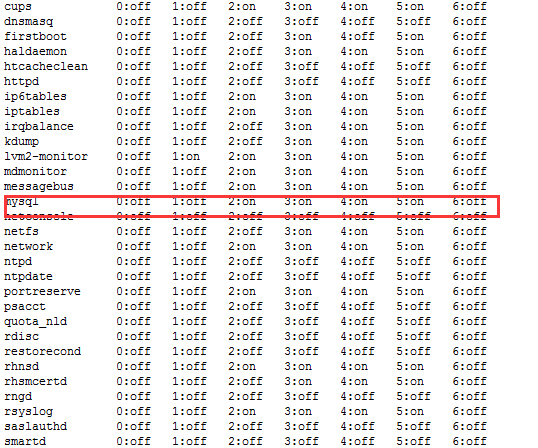 cups 0:off 1:off 2:on 3:on 4:on 5:on 6:off
dnsmasq 0:off 1:off 2:off 3:off 4:off 5:off 6:off
firstboot 0:off 1:off 2:off 3:on 4:off 5:on 6:off
haldaemon 0:off 1:off 2:off 3:on 4:on 5:on 6:off
htcacheclean 0:off 1:off 2:off 3:off 4:off 5:off 6:off
httpd 0:off 1:off 2:off 3:off 4:off 5:off 6:off
ip6tables 0:off 1:off 2:on 3:on 4:on 5:on 6:off
iptables 0:off 1:off 2:on 3:on 4:on 5:on 6:off
irqbalance 0:off 1:off 2:off 3:on 4:on 5:on 6:off
kdump 0:off 1:off 2:off 3:on 4:on 5:on 6:off
lvm2-monitor 0:off 1:on 2:on 3:on 4:on 5:on 6:off
mdmonitor 0:off 1:off 2:on 3:on 4:on 5:on 6:off
messagebus 0:off 1:off 2:on 3:on 4:on 5:on 6:off
mysql 0:off 1:off 2:on 3:on 4:on 5:on 6:off
netconsole 0:off 1:off 2:off 3:off 4:off 5:off 6:off
netfs 0:off 1:off 2:off 3:on 4:on 5:on 6:off
network 0:off 1:off 2:on 3:on 4:on 5:on 6:off
ntpd 0:off 1:off 2:off 3:off 4:off 5:off 6:off
ntpdate 0:off 1:off 2:off 3:off 4:off 5:off 6:off
portreserve 0:off 1:off 2:on 3:on 4:on 5:on 6:off
psacct 0:off 1:off 2:off 3:off 4:off 5:off 6:off
quota_nld 0:off 1:off 2:off 3:off 4:off 5:off 6:off
rdisc 0:off 1:off 2:off 3:off 4:off 5:off 6:off
restorecond 0:off 1:off 2:off 3:off 4:off 5:off 6:off
rhnsd 0:off 1:off 2:on 3:on 4:on 5:on 6:off
rhsmcertd 0:off 1:off 2:off 3:on 4:on 5:on 6:off
rngd 0:off 1:off 2:off 3:off 4:off 5:off 6:off
rsyslog 0:off 1:off 2:on 3:on 4:on 5:on 6:off
saslauthd 0:off 1:off 2:off 3:off 4:off 5:off 6:off
smartd 0:off 1:off 2:off 3:off 4:off 5:off 6:off